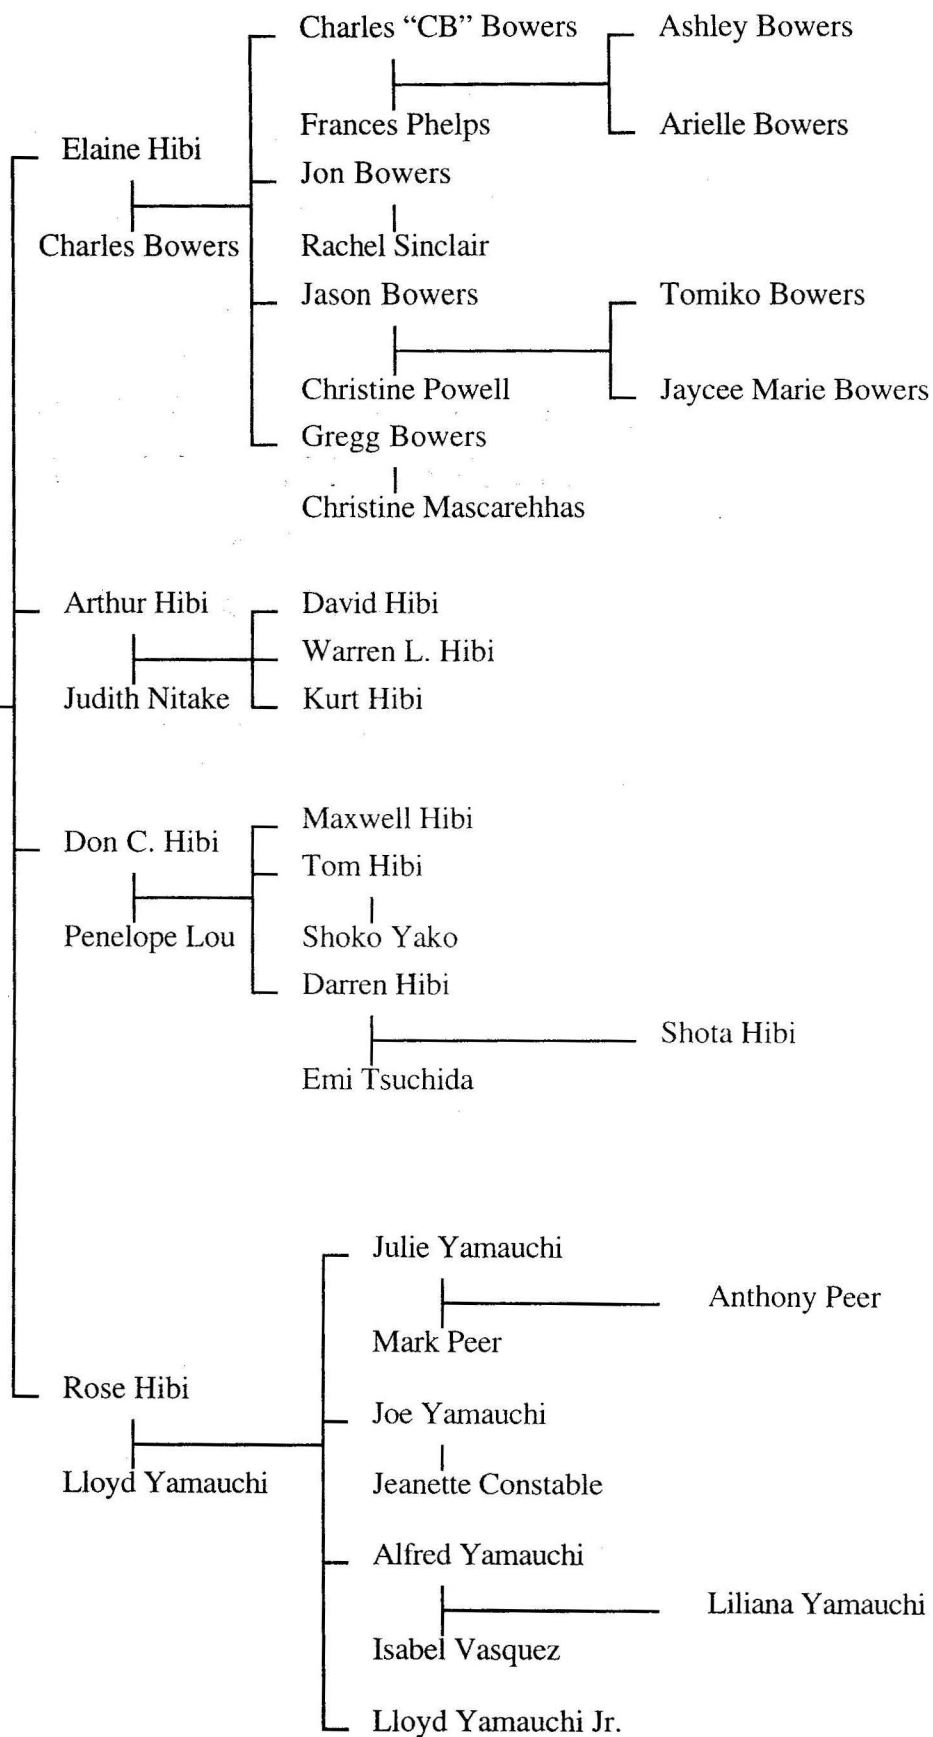 Charles “CB” Bowers
Ashley Bowers
Frances Phelps
Arielle Bowers
Elaine Hibi
Jon Bowers
Charles Bowers
Rachel Sinclair
Jason Bowers
Tomiko Bowers
Christine Powell
Jaycee Marie Bowers
Gregg Bowers
Christine Mascarehhas
Arthur Hibi
David Hibi
Warren L. Hibi
Judith Nitake
Kurt Hibi
Maxwell Hibi
Don C. Hibi
Tom Hibi
Penelope Lou
Shoko Yako
Darren Hibi
Shota Hibi
Emi Tsuchida
Julie Yamauchi
Anthony Peer
Mark Peer
Rose Hibi
Joe Yamauchi
Lloyd Yamauchi
Jeanette Constable
Alfred Yamauchi
Liliana Yamauchi
Isabel Vasquez
Lloyd Yamauchi Jr.